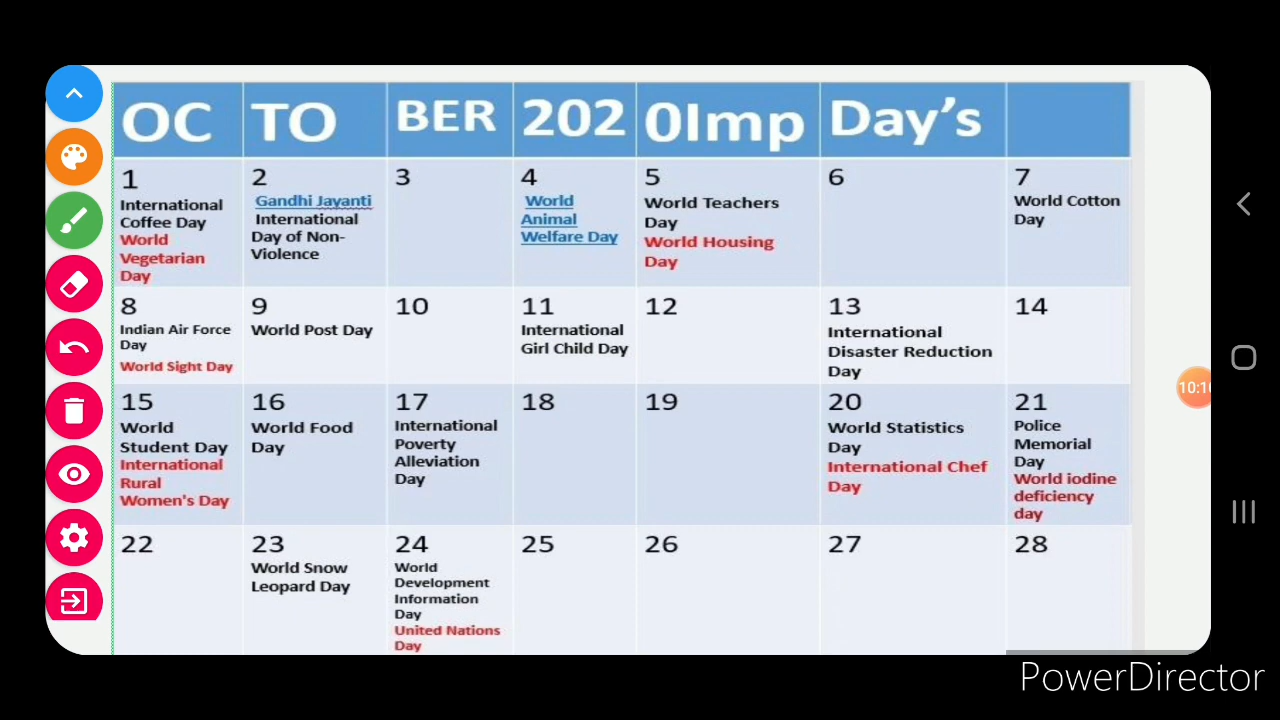 OC TO BER 202 0Imp Day's
1 2 3 4 5 6 7
International
Coffee Day
World
Vegetarian
Day
Gandhi Jayanti
International
Day of Non-
Violence
World
Animal
Welfare Day
World Teachers
Day
World Housing
Day
World Cotton
Day
8 9 10 11 12 13 14
Indian Air Force
Day
World Sight Day
World Post Day
International
Girl Child Day
International
Disaster Reduction
Day
15 16 17 18 19 20 21
World
Student Day
International
Rural
Women's Day
World Food
Day
International
Poverty
Alleviation
Day
World Statistics
Day
International Chef
Day
Police
Memorial
Day
World iodine
deficiency
day
22 23 24 25 26 27 28
World Snow
Leopard Day
World
Development
Information
Day
United Nations
Day
PowerDirector